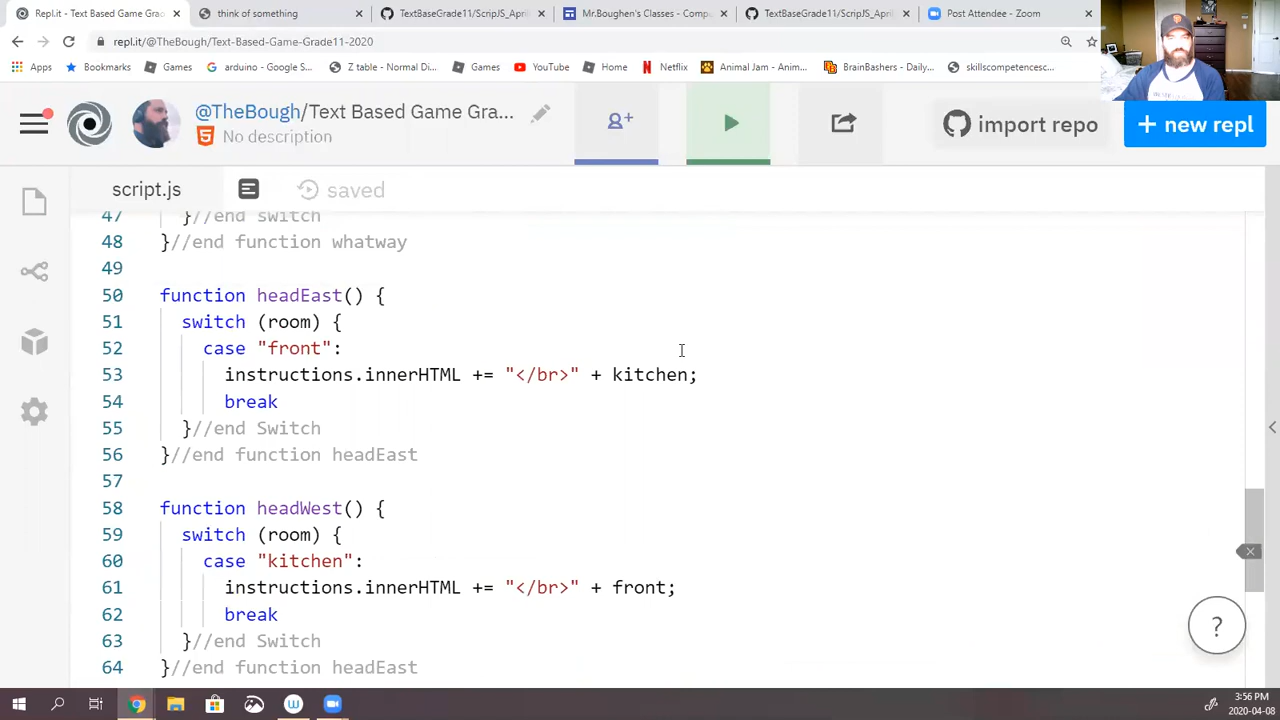 Repl.it - Text Based Game Grad
think of something
TextBaseGrade11/ScripJS_April
Mr.Boughen's Classes - Comput
TextBaseGrade11/ScripJS_April
Post Attendee - Zoom
repl.it/@TheBough/Text-Based-Game-Grade11-2020
Apps
Bookmarks
Games
arduino - Google S...
Z table - Normal Di...
Games
YouTube
Home
Netflix
Animal Jam - Anim...
BrainBashers - Daily...
skillscompetencesc...
@TheBough/Text Based Game Gra...
No description
import repo
+ new repl
script.js
saved
47 }//end switch
48 }//end function whatway
49
50 function headEast() {
51 switch (room) {
52 case "front":
53 instructions.innerHTML += "</br>" + kitchen;
54 break
55 }//end Switch
56 }//end function headEast
57
58 function headWest() {
59 switch (room) {
60 case "kitchen":
61 instructions.innerHTML += "</br>" + front;
62 break
63 }//end Switch
64 }//end function headEast
?
3:56 PM
2020-04-08